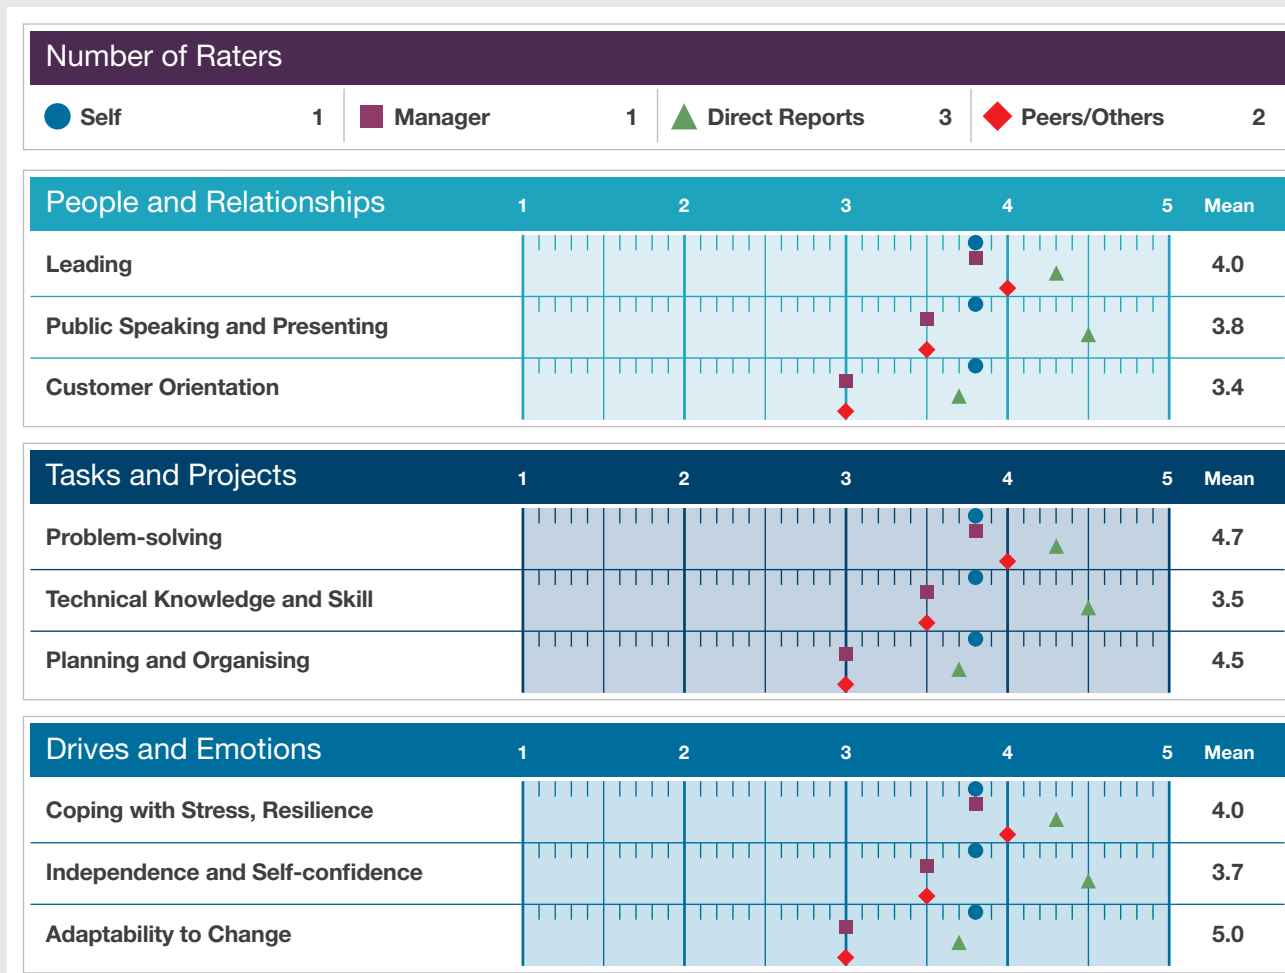 Number of Raters
Self 1 Manager 1 Direct Reports 3 Peers/Others 2
People and Relationships 1 2 3 4 5 Mean
Leading 4.0
Public Speaking and Presenting 3.8
Customer Orientation 3.4
Tasks and Projects 1 2 3 4 5 Mean
Problem-solving 4.7
Technical Knowledge and Skill 3.5
Planning and Organising 4.5
Drives and Emotions 1 2 3 4 5 Mean
Coping with Stress, Resilience 4.0
Independence and Self-confidence 3.7
Adaptability to Change 5.0